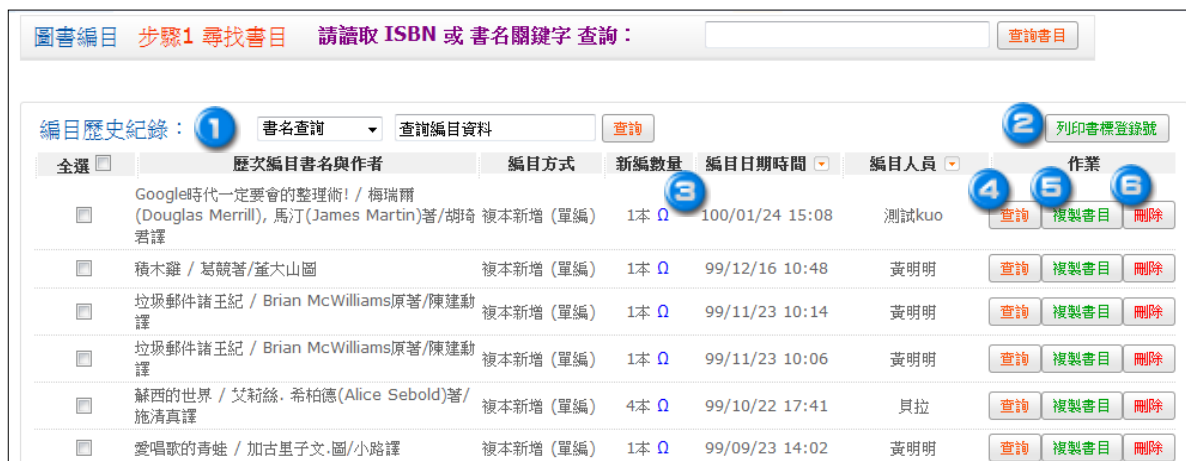 圖書編目 步驟1 尋找書目 請讀取 ISBN 或 書名關鍵字 查詢： 查詢書目
編目歷史紀錄： 1 書名查詢 查詢編目資料 查詢 2 列印書標登錄號
全選 歷次編目書名與作者 編目方式 新編數量 編目日期時間 編目人員 作業
3 4 5 6
Google時代一定要會的整理術! / 梅瑞爾
(Douglas Merrill), 馬汀(James Martin)著/胡琦 複本新增 (單編) 1本 Ω 100/01/24 15:08 測試kuo 查詢 複製書目 刪除
君譯
積木雞 / 葛競著/董大山圖 複本新增 (單編) 1本 Ω 99/12/16 10:48 黃明明 查詢 複製書目 刪除
垃圾郵件諸王紀 / Brian McWilliams原著/陳建勳
譯 複本新增 (單編) 1本 Ω 99/11/23 10:14 黃明明 查詢 複製書目 刪除
垃圾郵件諸王紀 / Brian McWilliams原著/陳建勳
譯 複本新增 (單編) 1本 Ω 99/11/23 10:06 黃明明 查詢 複製書目 刪除
蘇西的世界 / 艾莉絲. 希柏德(Alice Sebold)著/
施清真譯 複本新增 (單編) 4本 Ω 99/10/22 17:41 貝拉 查詢 複製書目 刪除
愛唱歌的青蛙 / 加古里子文.圖/小路譯 複本新增 (單編) 1本 Ω 99/09/23 14:02 黃明明 查詢 複製書目 刪除